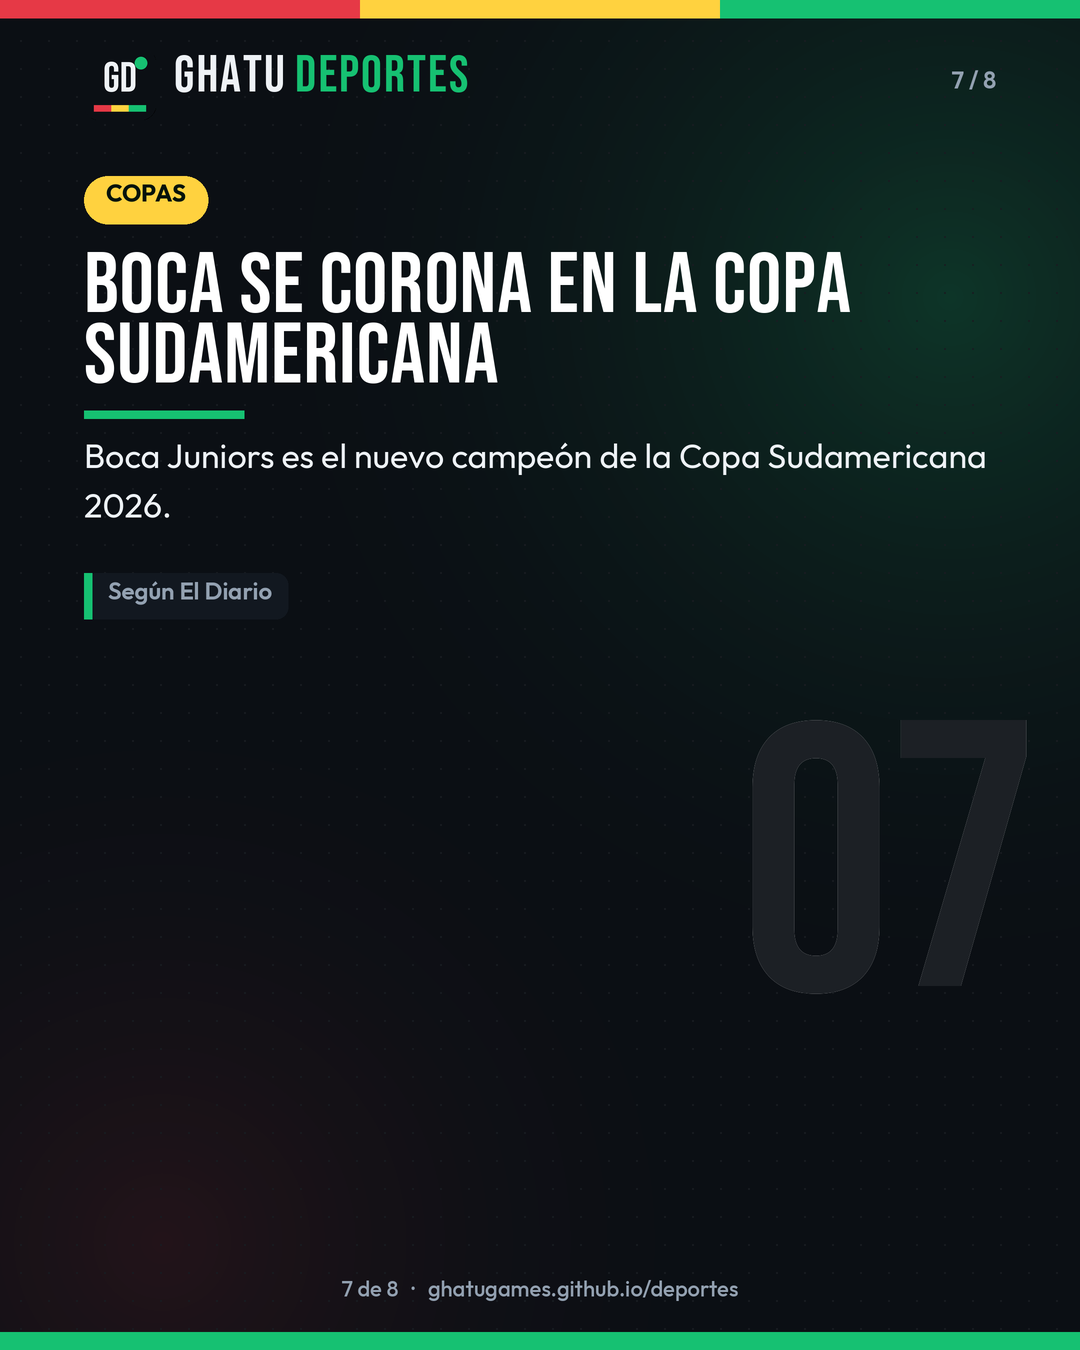 GD GHATU DEPORTES
7 / 8
COPAS
BOCA SE CORONA EN LA COPA
SUDAMERICANA
Boca Juniors es el nuevo campeón de la Copa Sudamericana
2026.
Según El Diario
07
7 de 8 · ghatugames.github.io/deportes